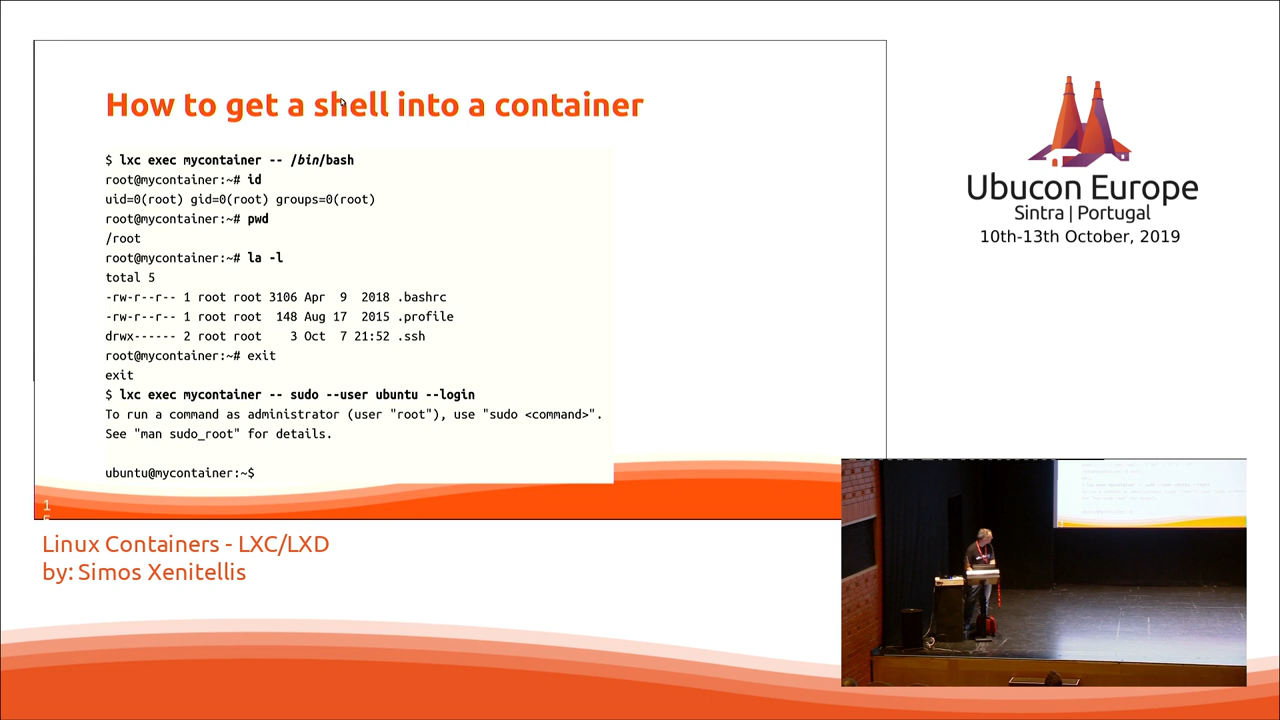 How to get a shell into a container
$ lxc exec mycontainer -- /bin/bash
root@mycontainer:~# id
uid=0(root) gid=0(root) groups=0(root)
root@mycontainer:~# pwd
/root
root@mycontainer:~# la -l
total 5
-rw-r--r-- 1 root root 3106 Apr  9  2018 .bashrc
-rw-r--r-- 1 root root  148 Aug 17  2015 .profile
drwx------ 2 root root    3 Oct  7 21:52 .ssh
root@mycontainer:~# exit
exit
$ lxc exec mycontainer -- sudo --user ubuntu --login
To run a command as administrator (user "root"), use "sudo <command>".
See "man sudo_root" for details.
ubuntu@mycontainer:~$
1
Linux Containers - LXC/LXD
by: Simos Xenitellis
Ubucon Europe
Sintra | Portugal
10th-13th October, 2019